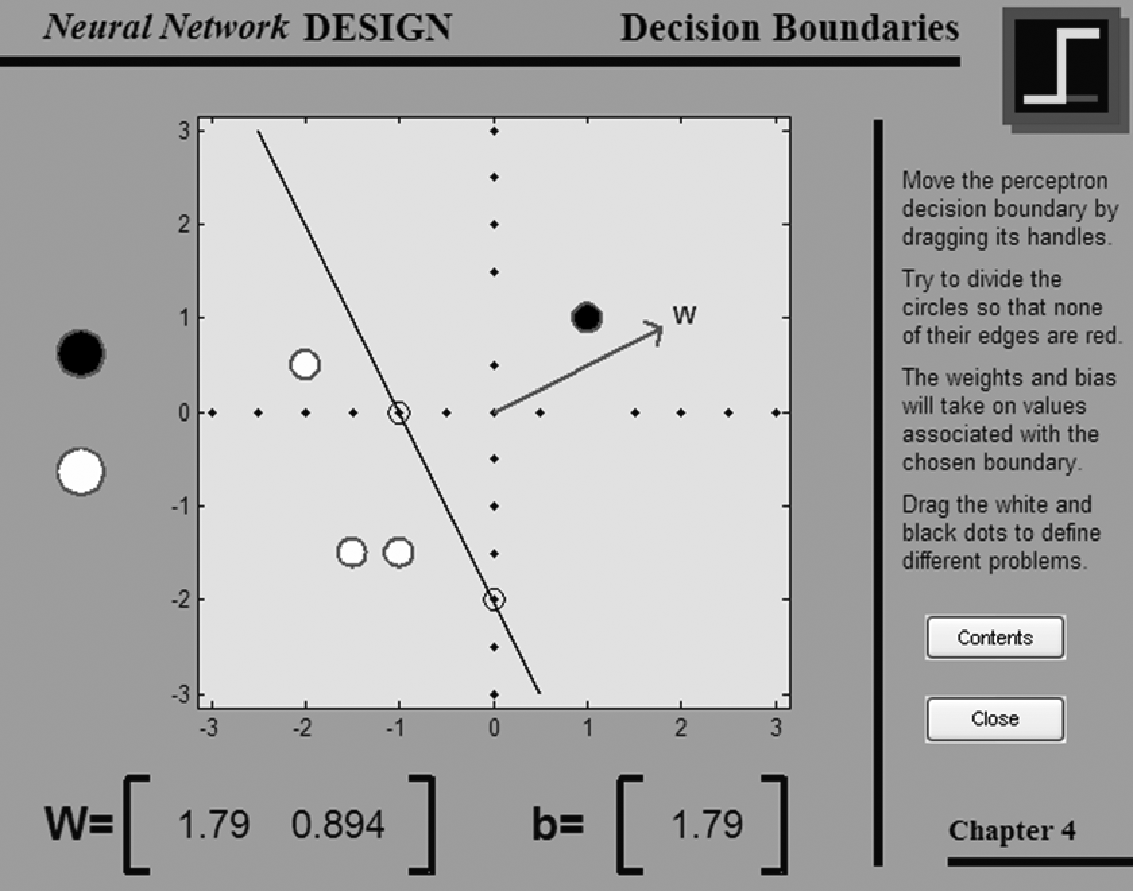 Neural Network DESIGN
Decision Boundaries
3
2
1
0
-1
-2
-3
-3
-2
-1
0
1
2
3
W
Move the perceptron
decision boundary by
dragging its handles.
Try to divide the
circles so that none
of their edges are red.
The weights and bias
will take on values
associated with the
chosen boundary.
Drag the white and
black dots to define
different problems.
Contents
Close
W= [ 1.79 0.894 ]
b= [ 1.79 ]
Chapter 4